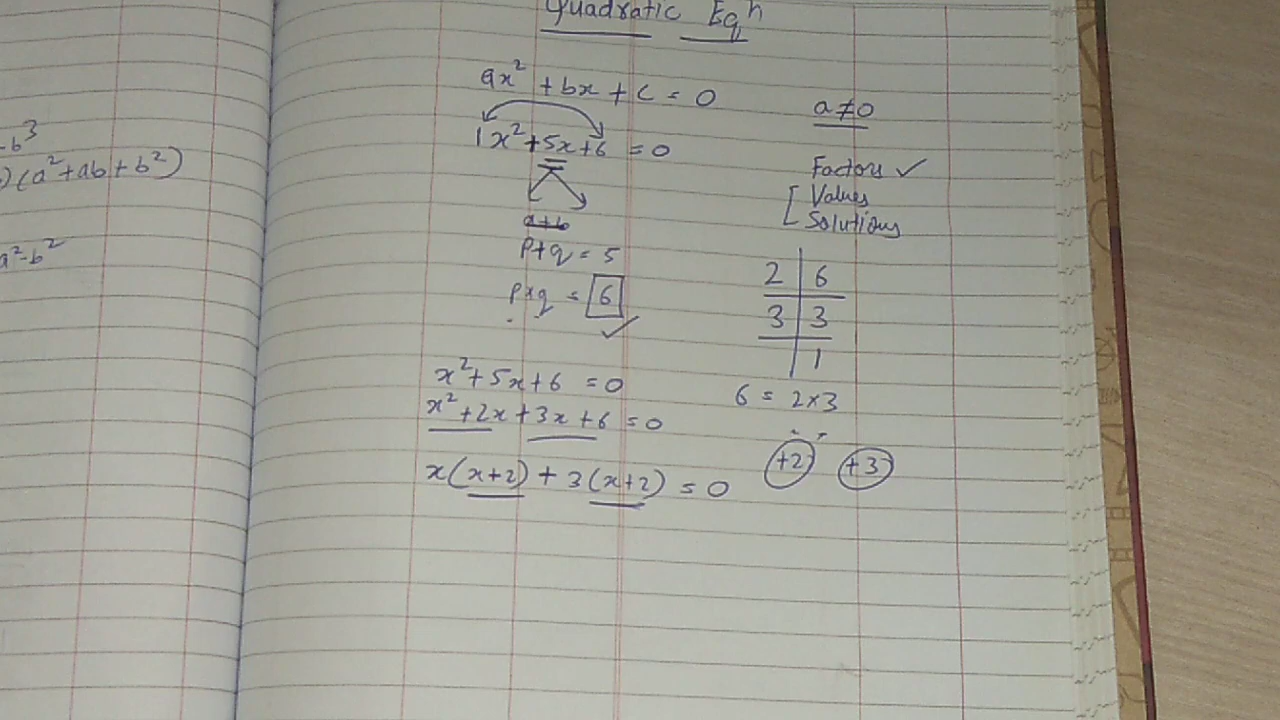 Quadratic Eqn
ax² + bx + c = 0
a ≠ 0
1x² + 5x + 6 = 0
a+b
p+q = 5
p×q = 6
Factors ✓
Values
Solutions
2 | 6
3 | 3
1
6 = 2×3
+2 +3
x² + 5x + 6 = 0
x² + 2x + 3x + 6 = 0
x(x+2) + 3(x+2) = 0
b³
(a² + ab + b²)
a² - b²